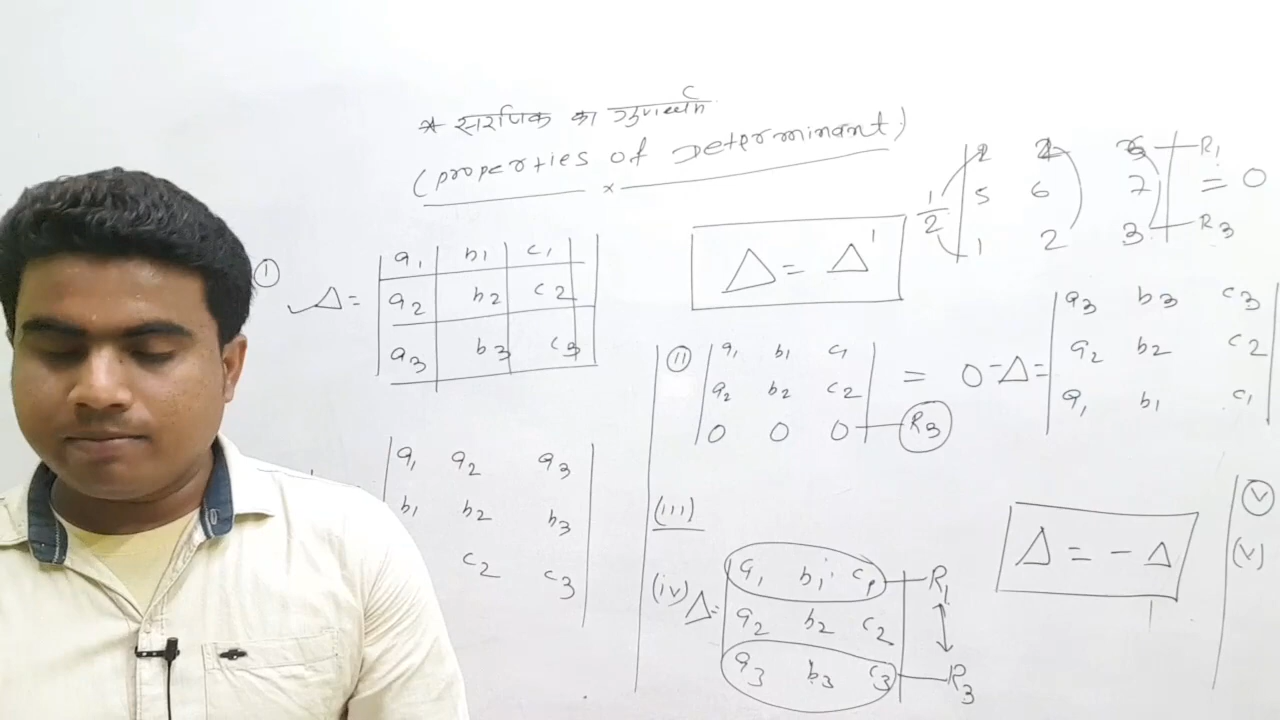 * सारणिक का गुणधर्म
(properties of Determinant)
1
Δ =
a1 b1 c1
a2 b2 c2
a3 b3 c3
a1 a2 a3
b1 b2 b3
c2 c3
Δ = Δ'
(ii)
a1 b1 c1
a2 b2 c2
0 0 0 R3
= 0
(iii)
(iv) Δ =
a1 b1 c1 R1
a2 b2 c2
a3 b3 c3 R3
1/2
5 6 7
1 2 3
R1
= 0
R3
-Δ =
a3 b3 c3
a2 b2 c2
a1 b1 c1
Δ = - Δ
(v)
(v)